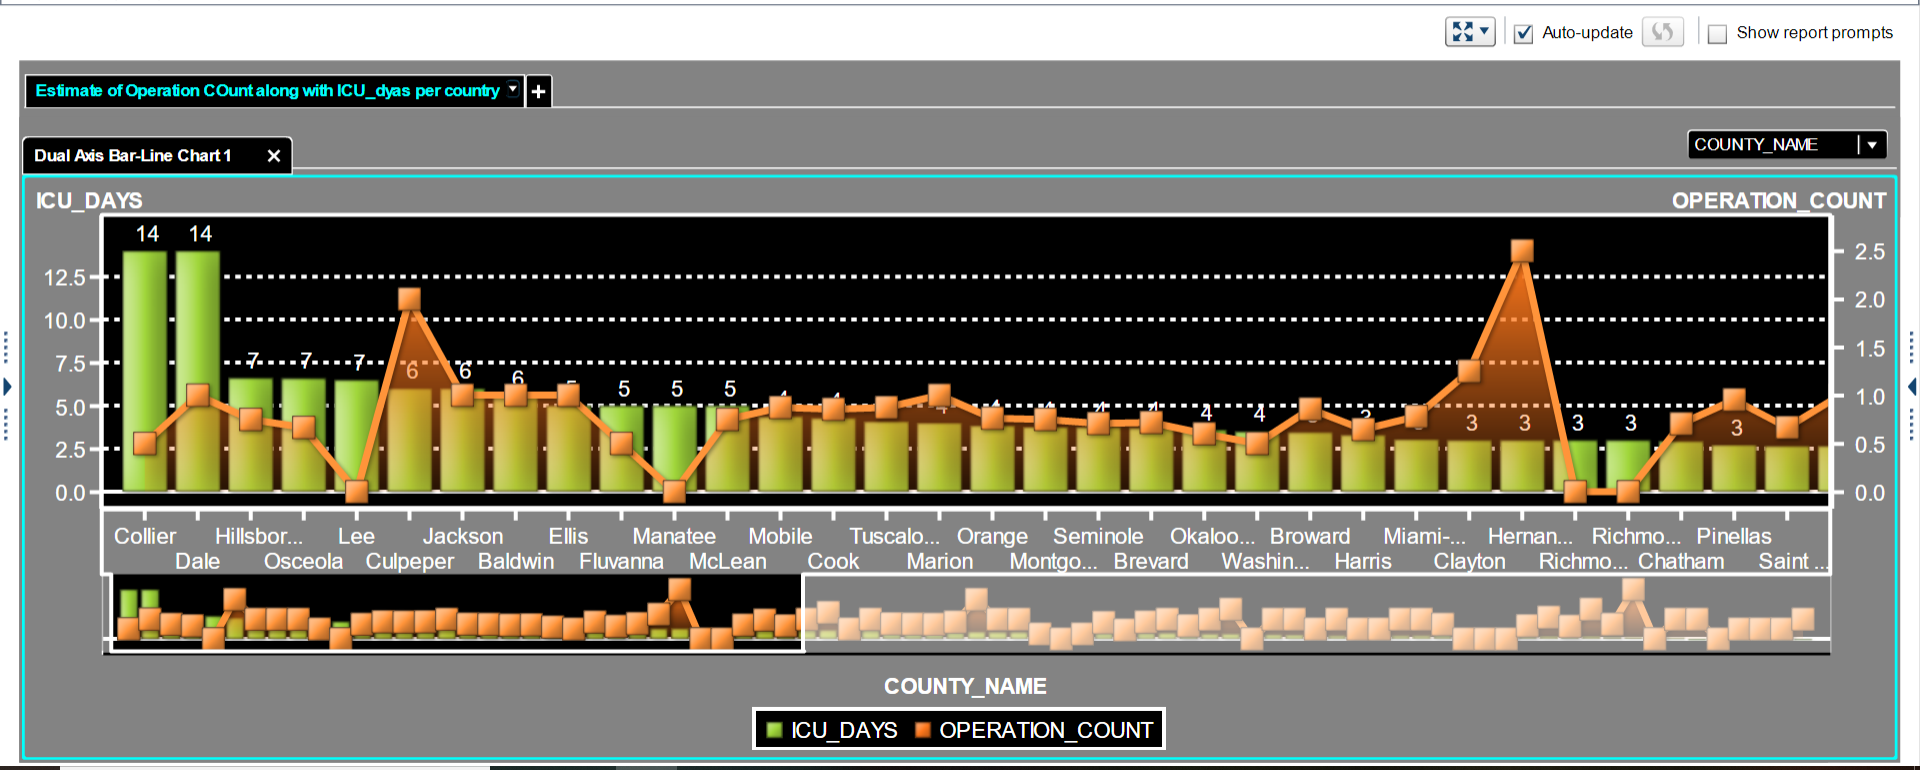 Auto-update Show report prompts
Estimate of Operation COunt along with ICU_dyas per country +
Dual Axis Bar-Line Chart 1
COUNTY_NAME
ICU_DAYS OPERATION_COUNT
14 14
12.5 2.5
10.0 2.0
7.5 7 7 7 6 6 6 1.5
5.0 5 5 5 4 4 1.0
2.5 3 3 3 3 3 0.5
0.0 0.0
Collier Hillsbor... Lee Jackson Ellis Manatee Mobile Tuscalo... Orange Seminole Okaloo... Broward Miami-... Hernan... Richmo... Pinellas
Dale Osceola Culpeper Baldwin Fluvanna McLean Cook Marion Montgo... Brevard Washin... Harris Clayton Richmo... Chatham Saint ...
COUNTY_NAME
ICU_DAYS OPERATION_COUNT